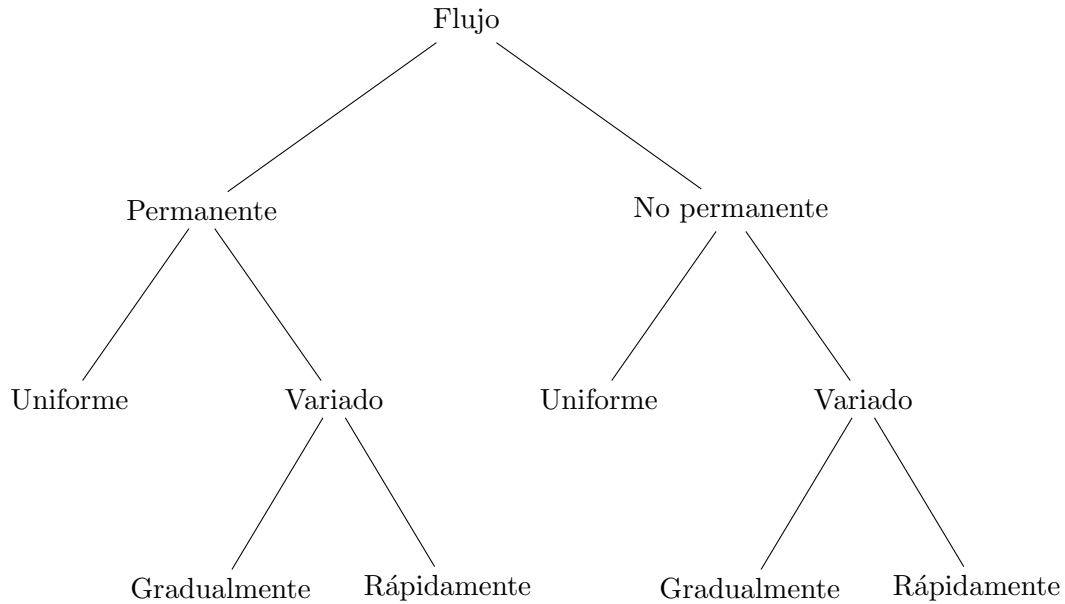 Flujo
Permanente
No permanente
Uniforme
Variado
Uniforme
Variado
Gradualmente
Rápidamente
Gradualmente
Rápidamente